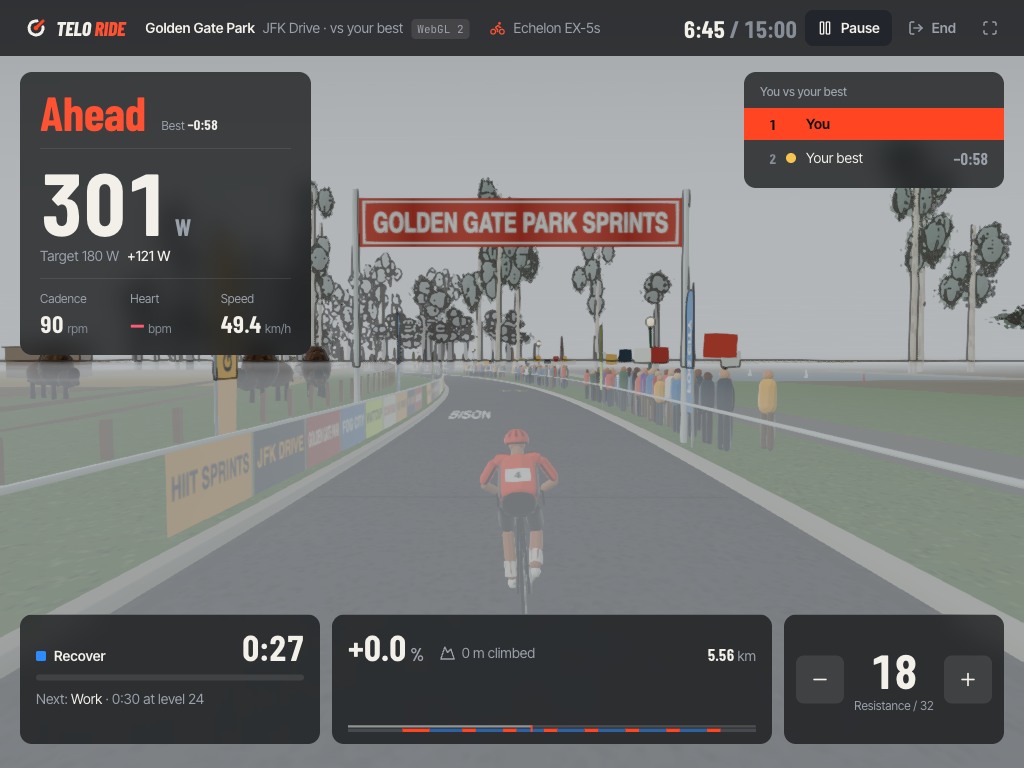 TELO RIDE Golden Gate Park JFK Drive · vs your best WebGL 2 Echelon EX-5s 6:45 / 15:00 Pause End
Ahead Best −0:58
301 W
Target 180 W +121 W
Cadence Heart Speed
90 rpm – bpm 49.4 km/h
You vs your best
1 You
2 Your best −0:58
GOLDEN GATE PARK SPRINTS
BISON
HIIT SPRINTS JFK DRIVE
4
Recover 0:27
Next: Work · 0:30 at level 24
+0.0 % 0 m climbed 5.56 km
− 18 +
Resistance / 32